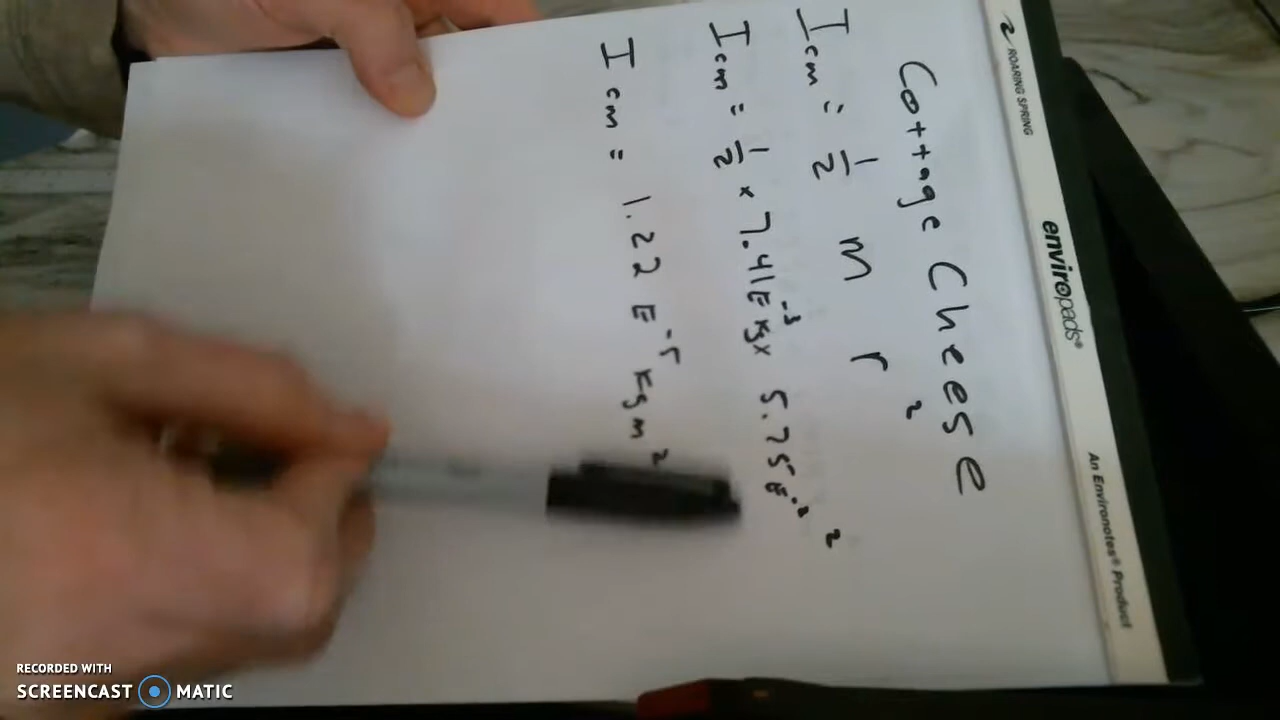 ROARING SPRING
enviropads®
An Environotes® Product
Cottage Cheese
Icm = 1/2 m r²
Icm = 1/2 x 7.41E⁻³ Kg x 5.75E⁻² ²
Icm = 1.22 E⁻⁵ Kgm²
RECORDED WITH
SCREENCAST MATIC